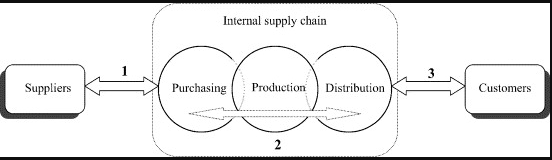 Internal supply chain
1
3
Suppliers
Purchasing
Production
Distribution
Customers
2